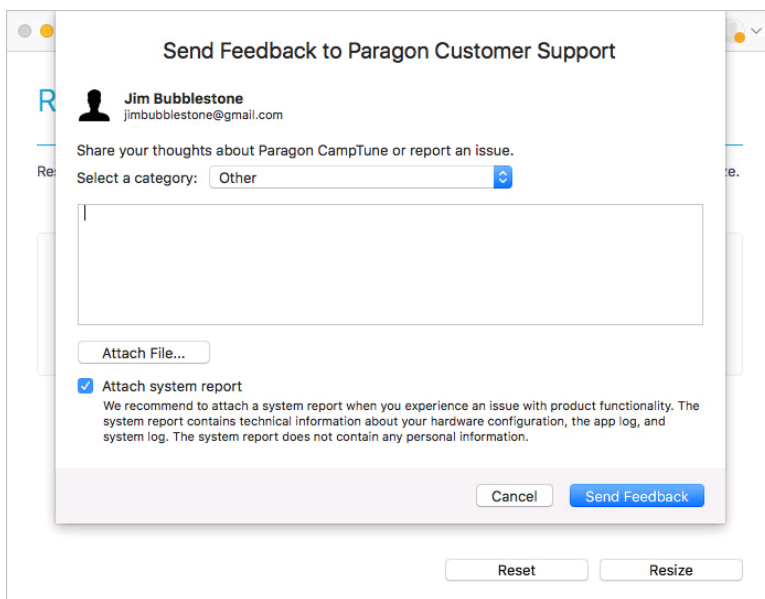 Send Feedback to Paragon Customer Support
Jim Bubblestone
jimbubblestone@gmail.com
Share your thoughts about Paragon CampTune or report an issue.
Select a category: Other
Attach File...
Attach system report
We recommend to attach a system report when you experience an issue with product functionality. The
system report contains technical information about your hardware configuration, the app log, and
system log. The system report does not contain any personal information.
Cancel Send Feedback
Reset Resize